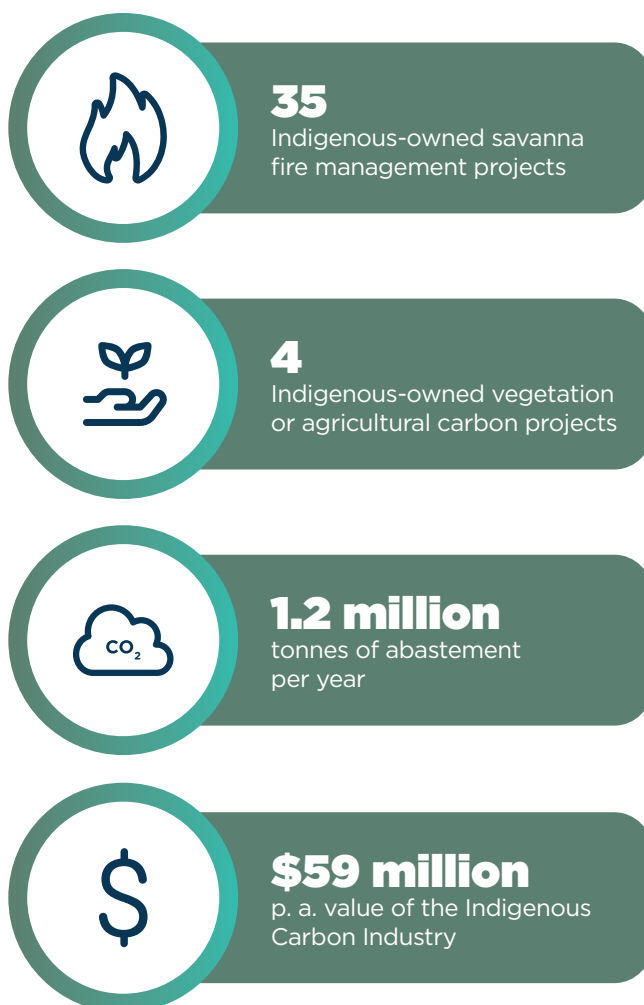 35
Indigenous-owned savanna
fire management projects
4
Indigenous-owned vegetation
or agricultural carbon projects
CO₂
1.2 million
tonnes of abastement
per year
$
$59 million
p. a. value of the Indigenous
Carbon Industry